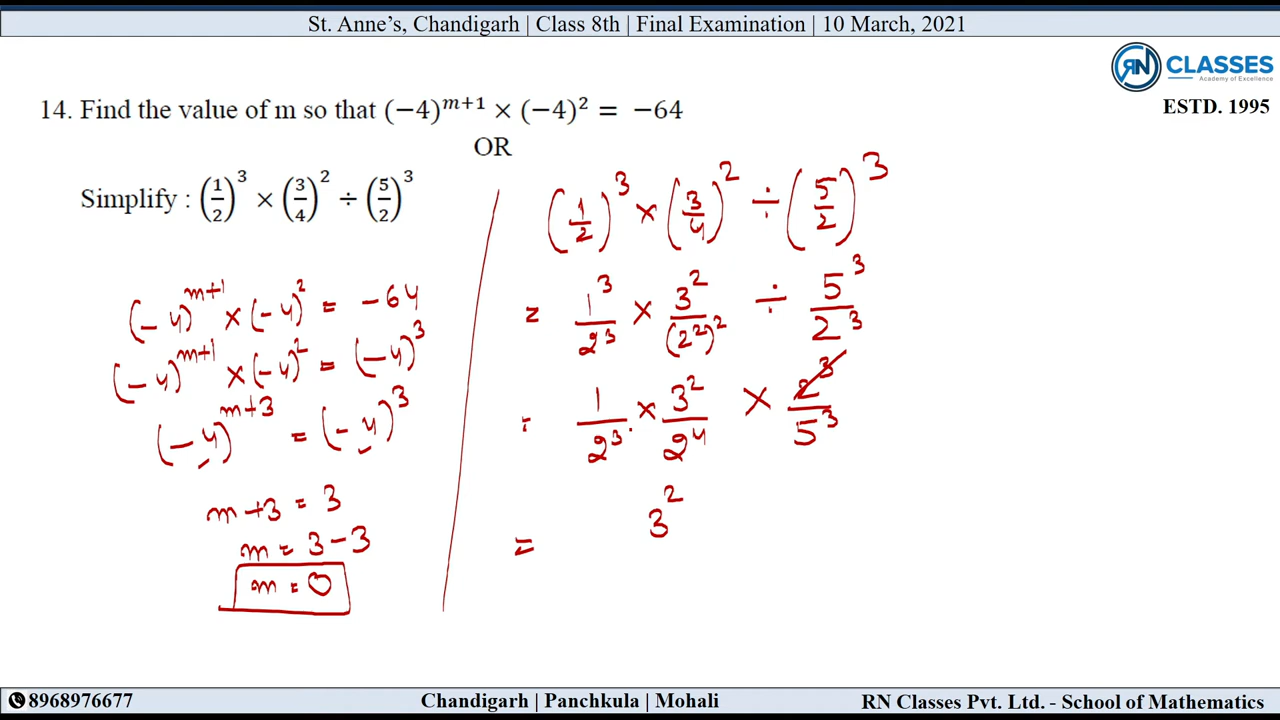 St. Anne's, Chandigarh | Class 8th | Final Examination | 10 March, 2021
RN CLASSES
Academy of Excellence
ESTD. 1995
14. Find the value of m so that (−4)^{m+1} × (−4)^2 = −64
OR
Simplify : (1/2)^3 × (3/4)^2 ÷ (5/2)^3
(-4)^{m+1} × (-4)^2 = -64
(-4)^{m+1} × (-4)^2 = (-4)^3
(-4)^{m+3} = (-4)^3
m+3 = 3
m = 3-3
m = 0
(1/2)^3 × (3/4)^2 ÷ (5/2)^3
= 1^3/2^3 × 3^2/(2^2)^2 ÷ 5^3/2^3
= 1/2^3 × 3^2/2^4 × 2^3/5^3
= 3^2
8968976677
Chandigarh | Panchkula | Mohali
RN Classes Pvt. Ltd. - School of Mathematics